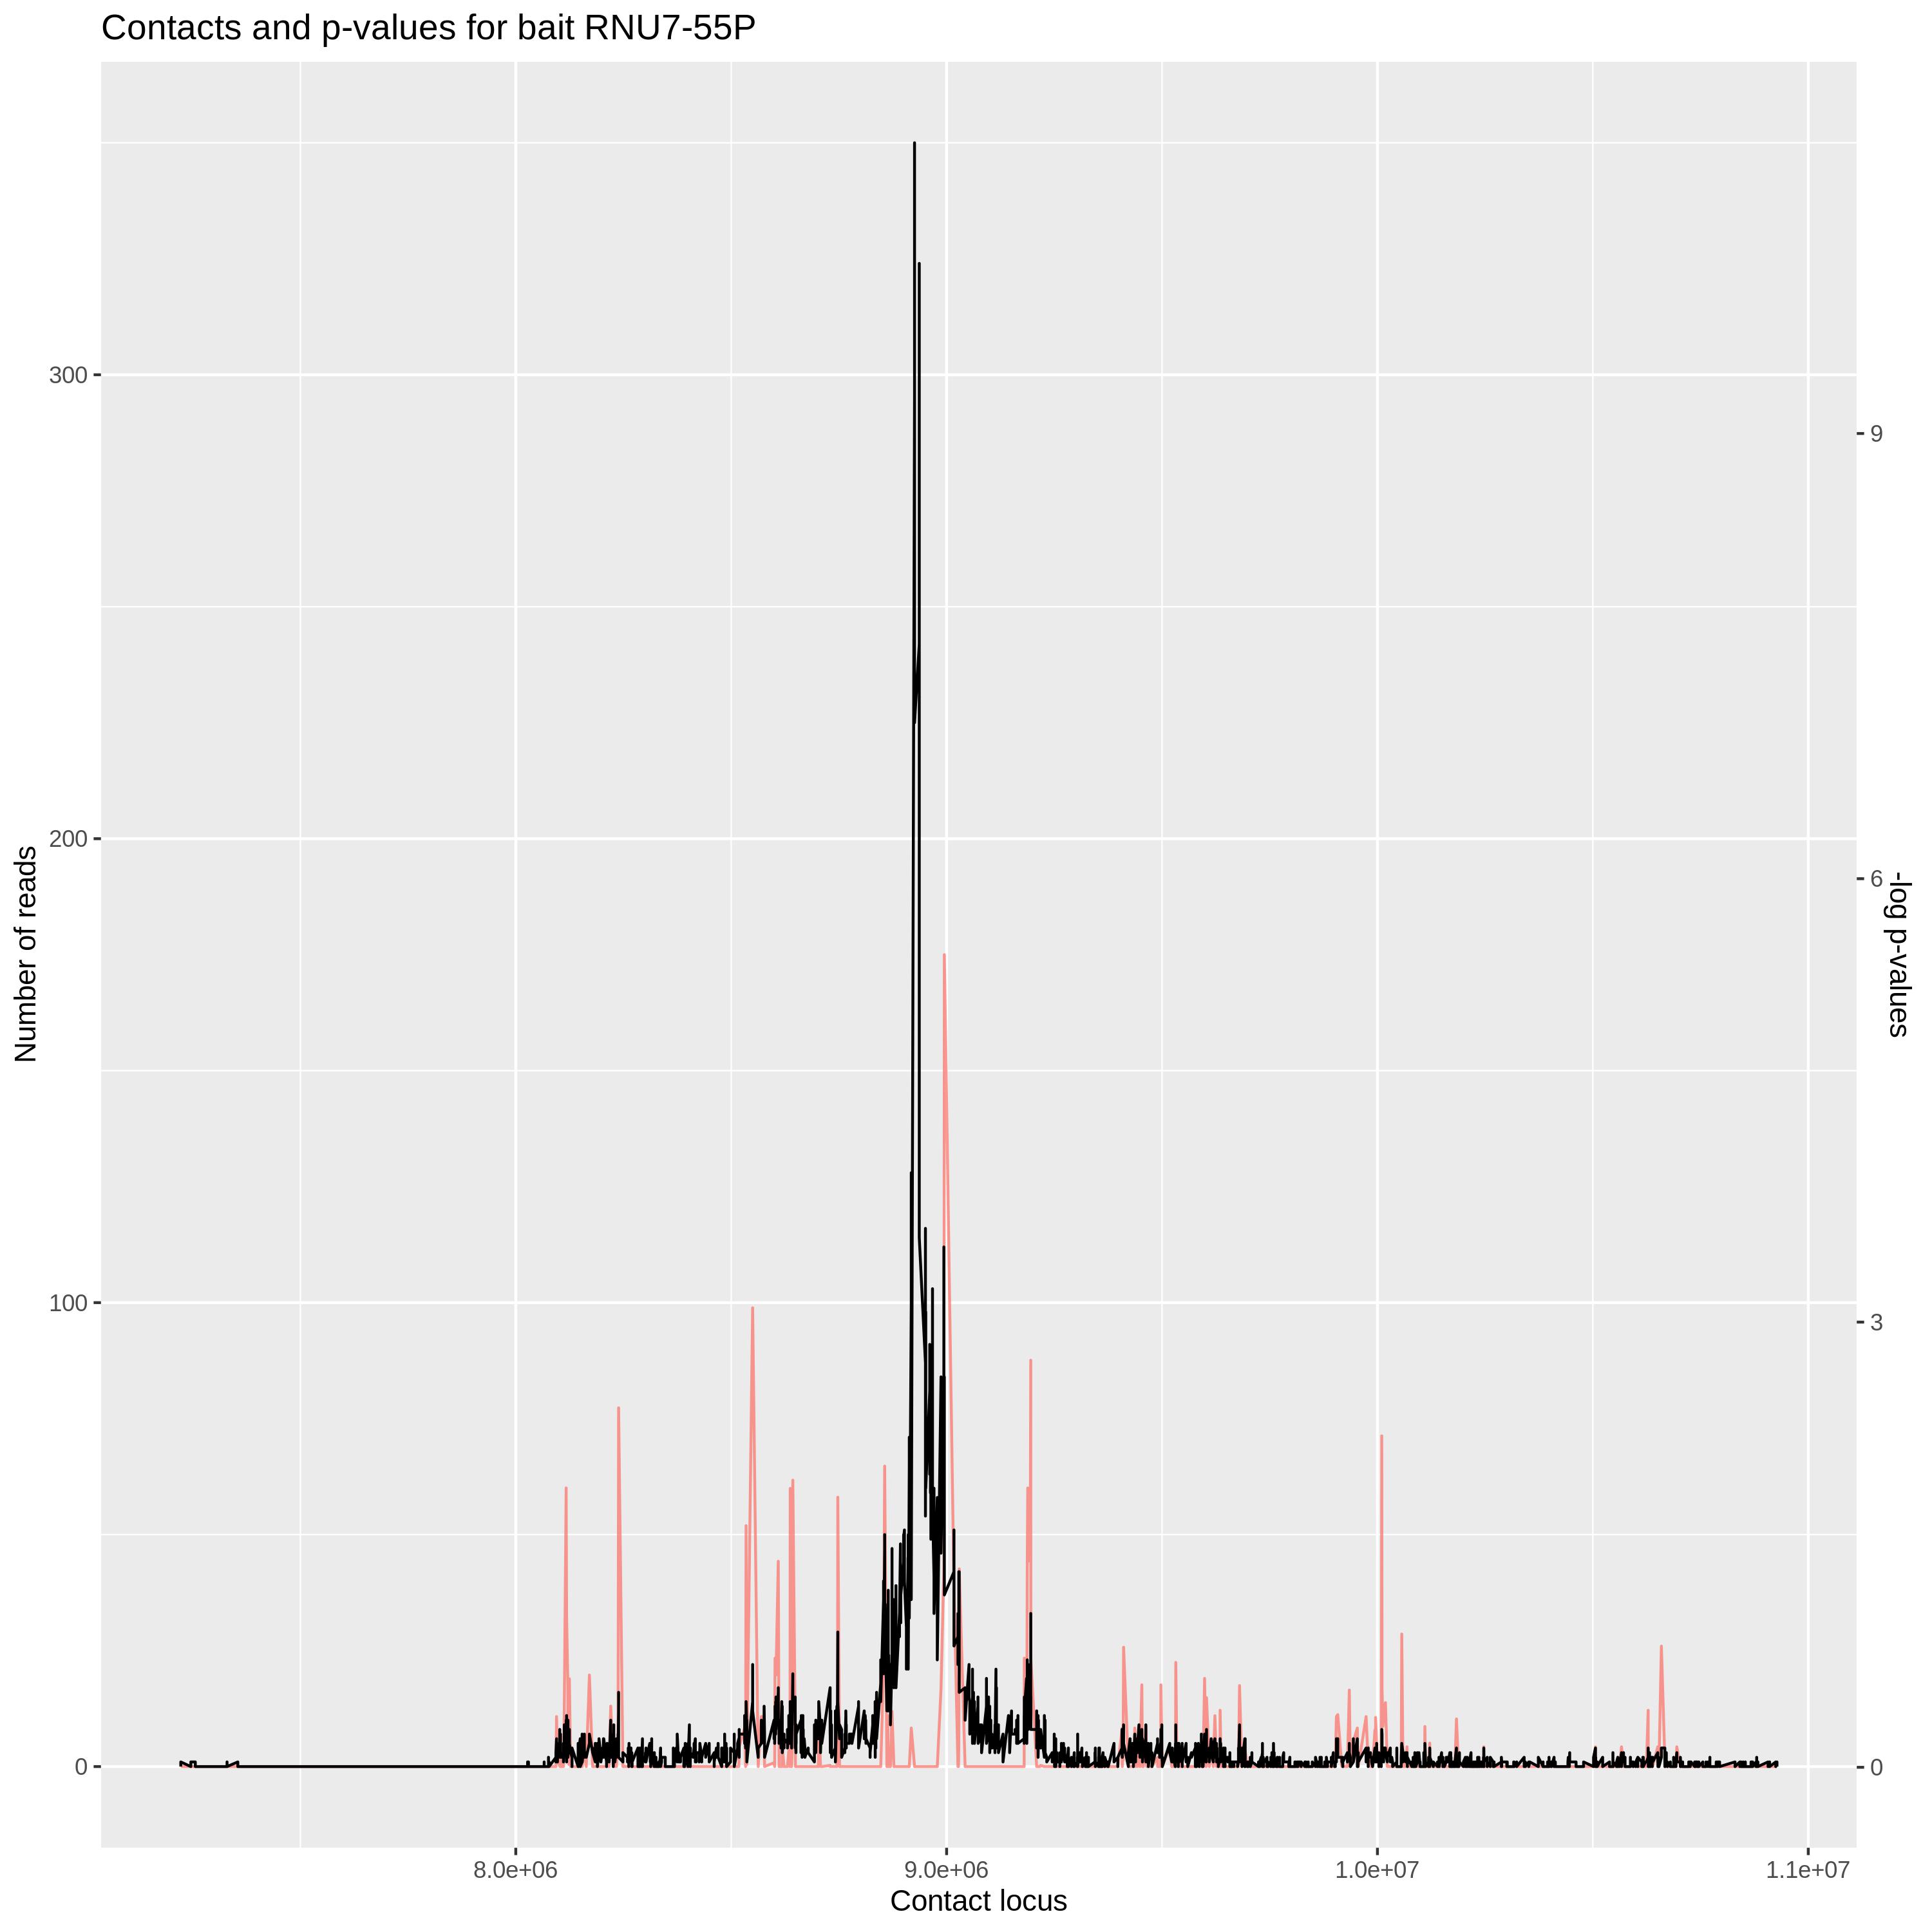 Contacts and p-values for bait RNU7-55P
Number of reads
300
200
100
0
9
6
3
0
-log p-values
8.0e+06
9.0e+06
1.0e+07
1.1e+07
Contact locus